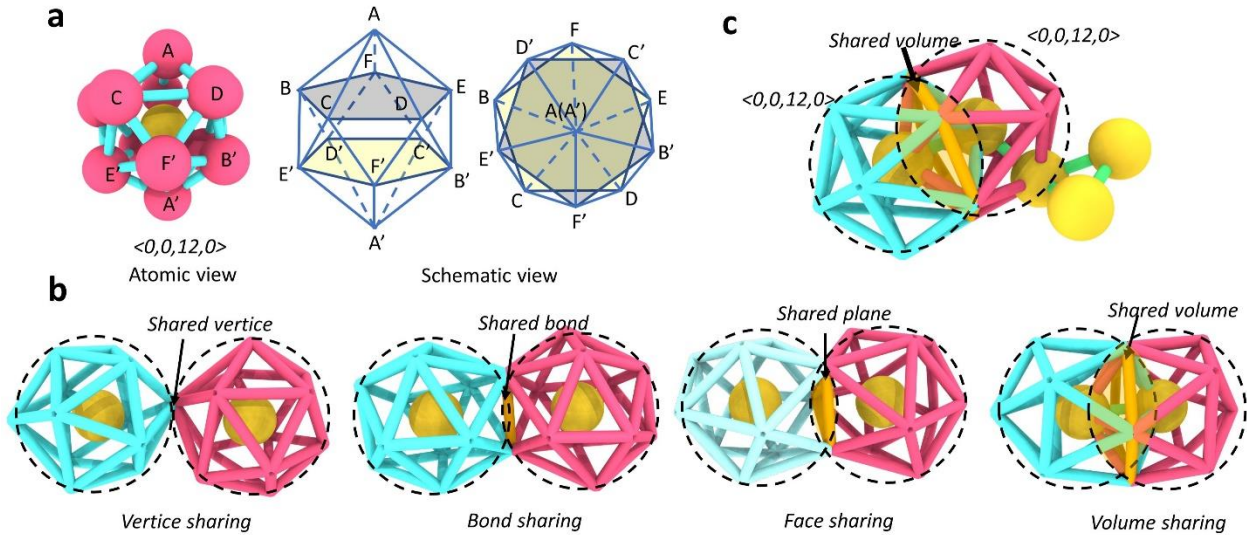 a
A
C
D
E'
F'
B'
A'
<0,0,12,0>
Atomic view
A
F
B
E
C
D
D'
C'
E'
F'
B'
A'
F
D'
C'
B
E
A(A')
E'
B'
C
D
F'
Schematic view
c
Shared volume
<0,0,12,0>
<0,0,12,0>
b
Shared vertice
Vertice sharing
Shared bond
Bond sharing
Shared plane
Face sharing
Shared volume
Volume sharing